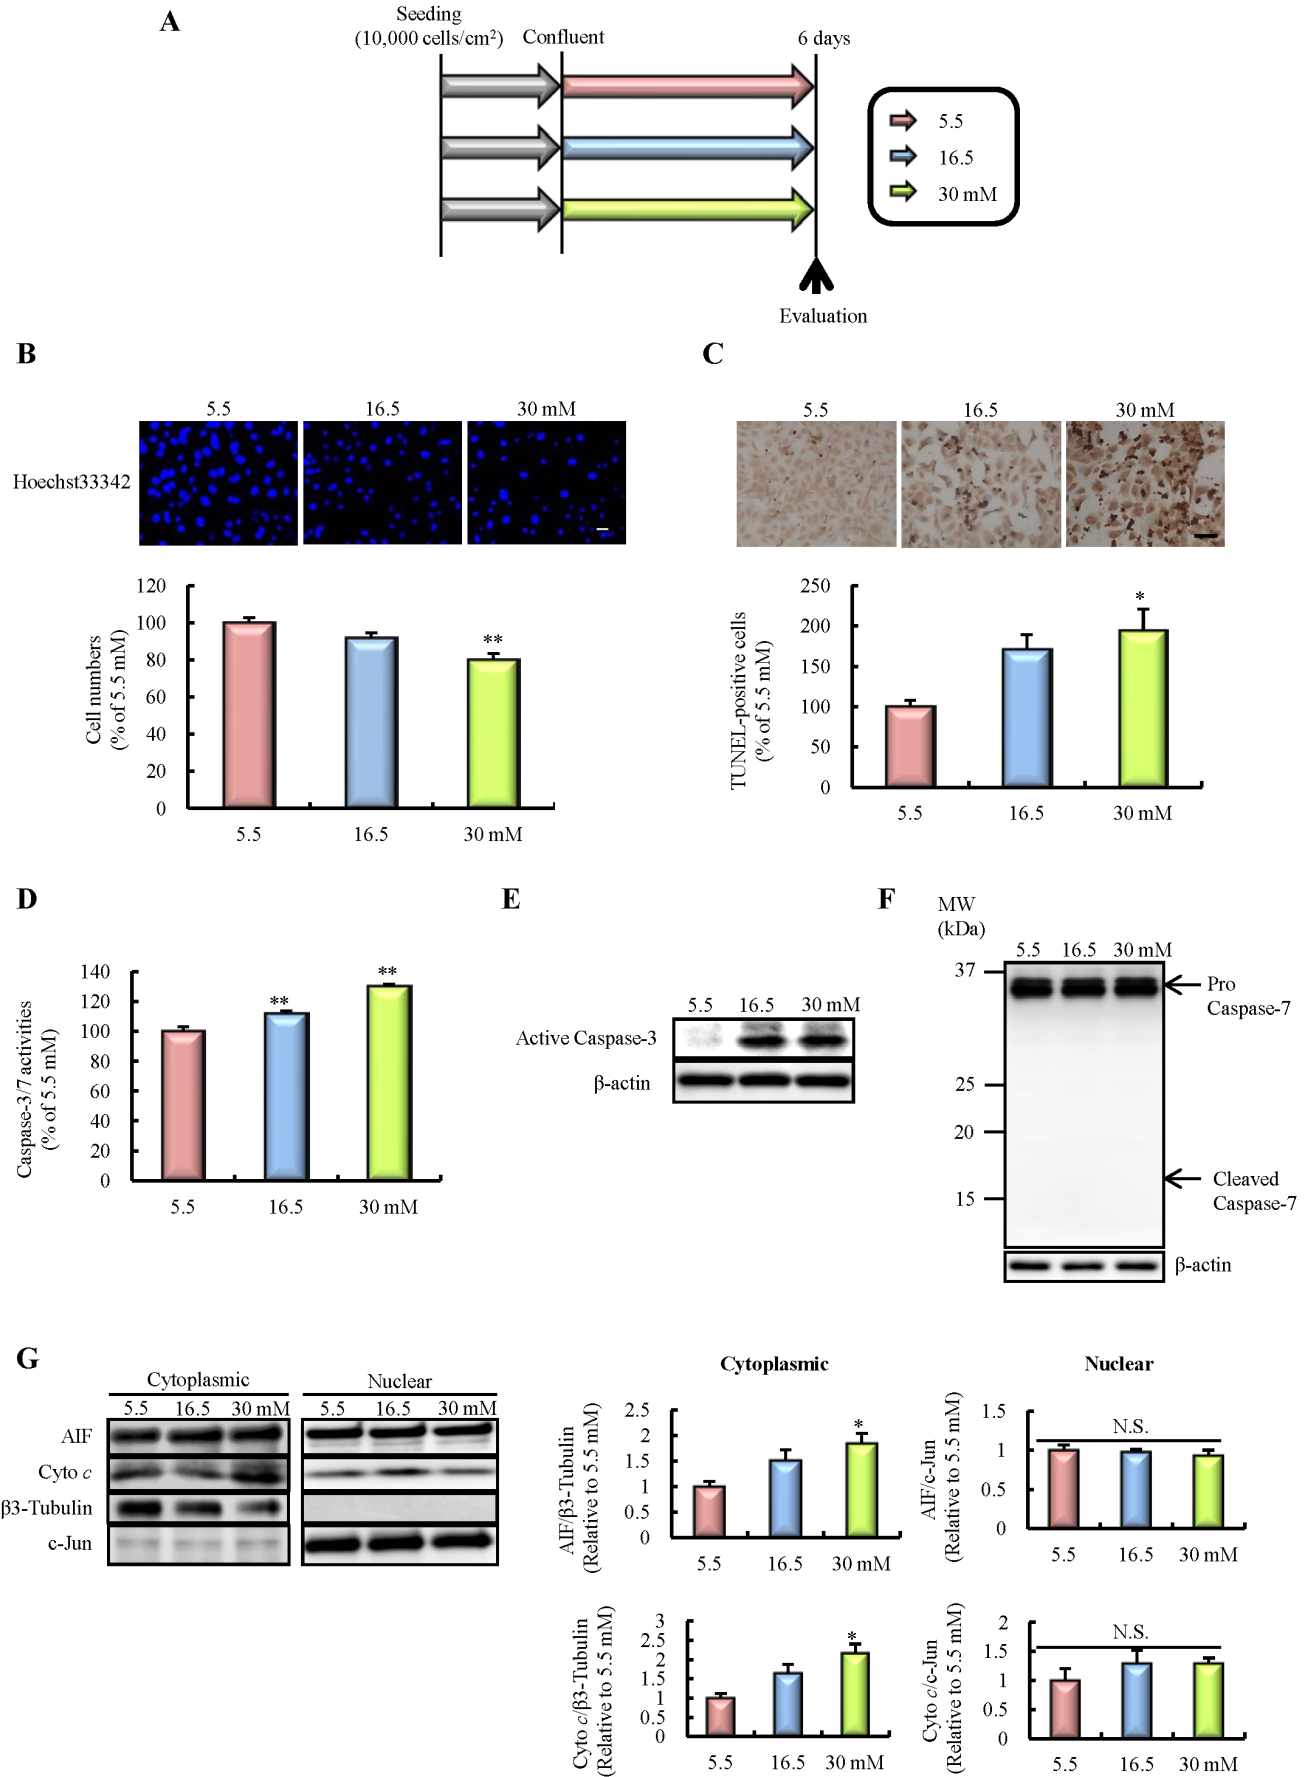 A
Seeding
(10,000 cells/cm²)
Confluent
6 days
5.5
16.5
30 mM
Evaluation
B
5.5 16.5 30 mM
Hoechst33342
Cell numbers
(% of 5.5 mM)
120
100
80
60
40
20
0
5.5 16.5 30 mM
**
C
5.5 16.5 30 mM
TUNEL-positive cells
(% of 5.5 mM)
250
200
150
100
50
0
5.5 16.5 30 mM
*
D
Caspase-3/7 activities
(% of 5.5 mM)
140
120
100
80
60
40
20
0
5.5 16.5 30 mM
**
**
E
5.5 16.5 30 mM
Active Caspase-3
β-actin
F
MW
(kDa)
5.5 16.5 30 mM
37
25
20
15
Pro
Caspase-7
Cleaved
Caspase-7
β-actin
G
Cytoplasmic
Nuclear
5.5 16.5 30 mM
5.5 16.5 30 mM
AIF
Cyto c
β3-Tubulin
c-Jun
Cytoplasmic
AIF/β3-Tubulin
(Relative to 5.5 mM)
2.5
2
1.5
1
0.5
0
*
5.5 16.5 30 mM
Nuclear
AIF/c-Jun
(Relative to 5.5 mM)
1.5
1
0.5
0
N.S.
5.5 16.5 30 mM
Cyto c/β3-Tubulin
(Relative to 5.5 mM)
3
2.5
2
1.5
1
0.5
0
*
5.5 16.5 30 mM
Cyto c/c-Jun
(Relative to 5.5 mM)
2
1.5
1
0.5
0
N.S.
5.5 16.5 30 mM